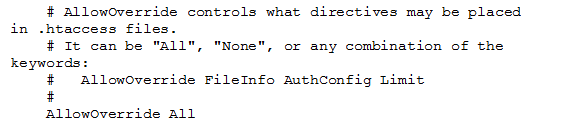 # AllowOverride controls what directives may be placed
in .htaccess files.
# It can be "All", "None", or any combination of the
keywords:
#   AllowOverride FileInfo AuthConfig Limit
#
AllowOverride All